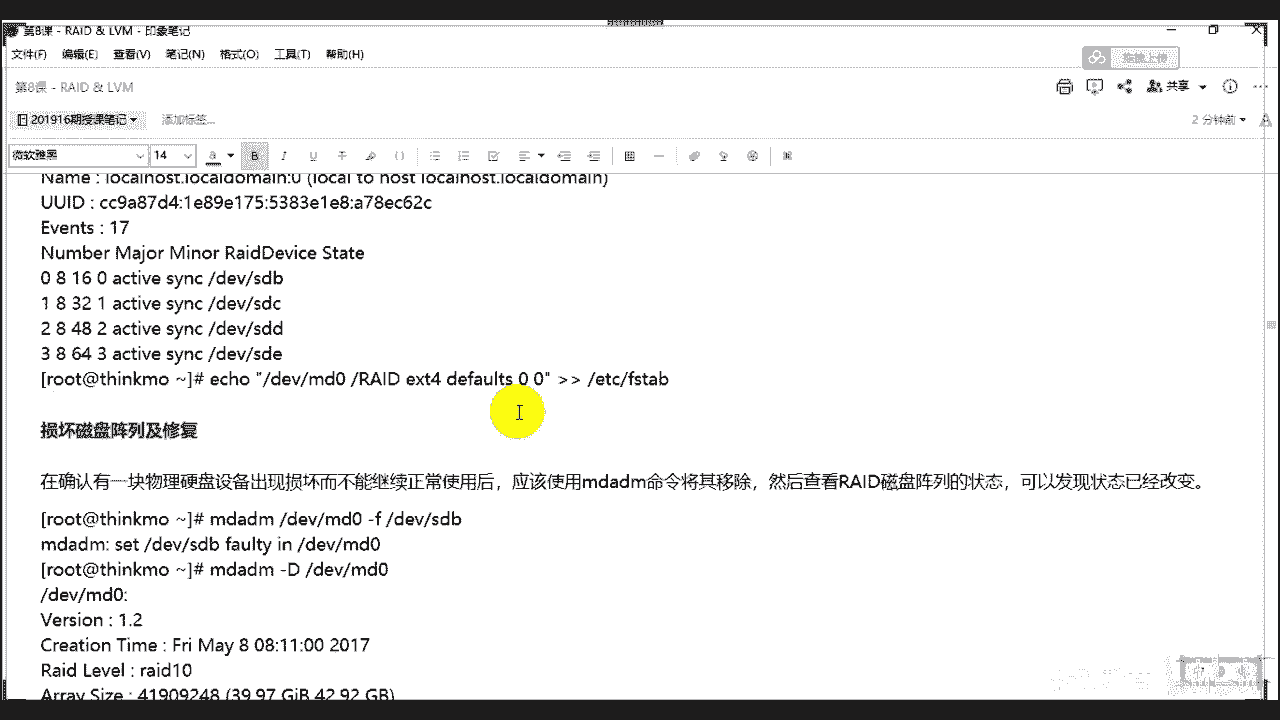 第8课 - RAID & LVM - 印象笔记
文件(F) 编辑(E) 查看(V) 笔记(N) 格式(O) 工具(T) 帮助(H)
第8课 - RAID & LVM
共享
201916期授课笔记
添加标签...
2 分钟前
微软雅黑 14
Name : localhost.localdomain:0 (local to host localhost.localdomain)
UUID : cc9a87d4:1e89e175:5383e1e8:a78ec62c
Events : 17
Number Major Minor RaidDevice State
0 8 16 0 active sync /dev/sdb
1 8 32 1 active sync /dev/sdc
2 8 48 2 active sync /dev/sdd
3 8 64 3 active sync /dev/sde
[root@thinkmo ~]# echo "/dev/md0 /RAID ext4 defaults 0 0" >> /etc/fstab
损坏磁盘阵列及修复
在确认有一块物理硬盘设备出现损坏而不能继续正常使用后，应该使用mdadm命令将其移除，然后查看RAID磁盘阵列的状态，可以发现状态已经改变。
[root@thinkmo ~]# mdadm /dev/md0 -f /dev/sdb
mdadm: set /dev/sdb faulty in /dev/md0
[root@thinkmo ~]# mdadm -D /dev/md0
/dev/md0:
Version : 1.2
Creation Time : Fri May 8 08:11:00 2017
Raid Level : raid10
Array Size : 41909248 (39.97 GiB 42.92 GB)